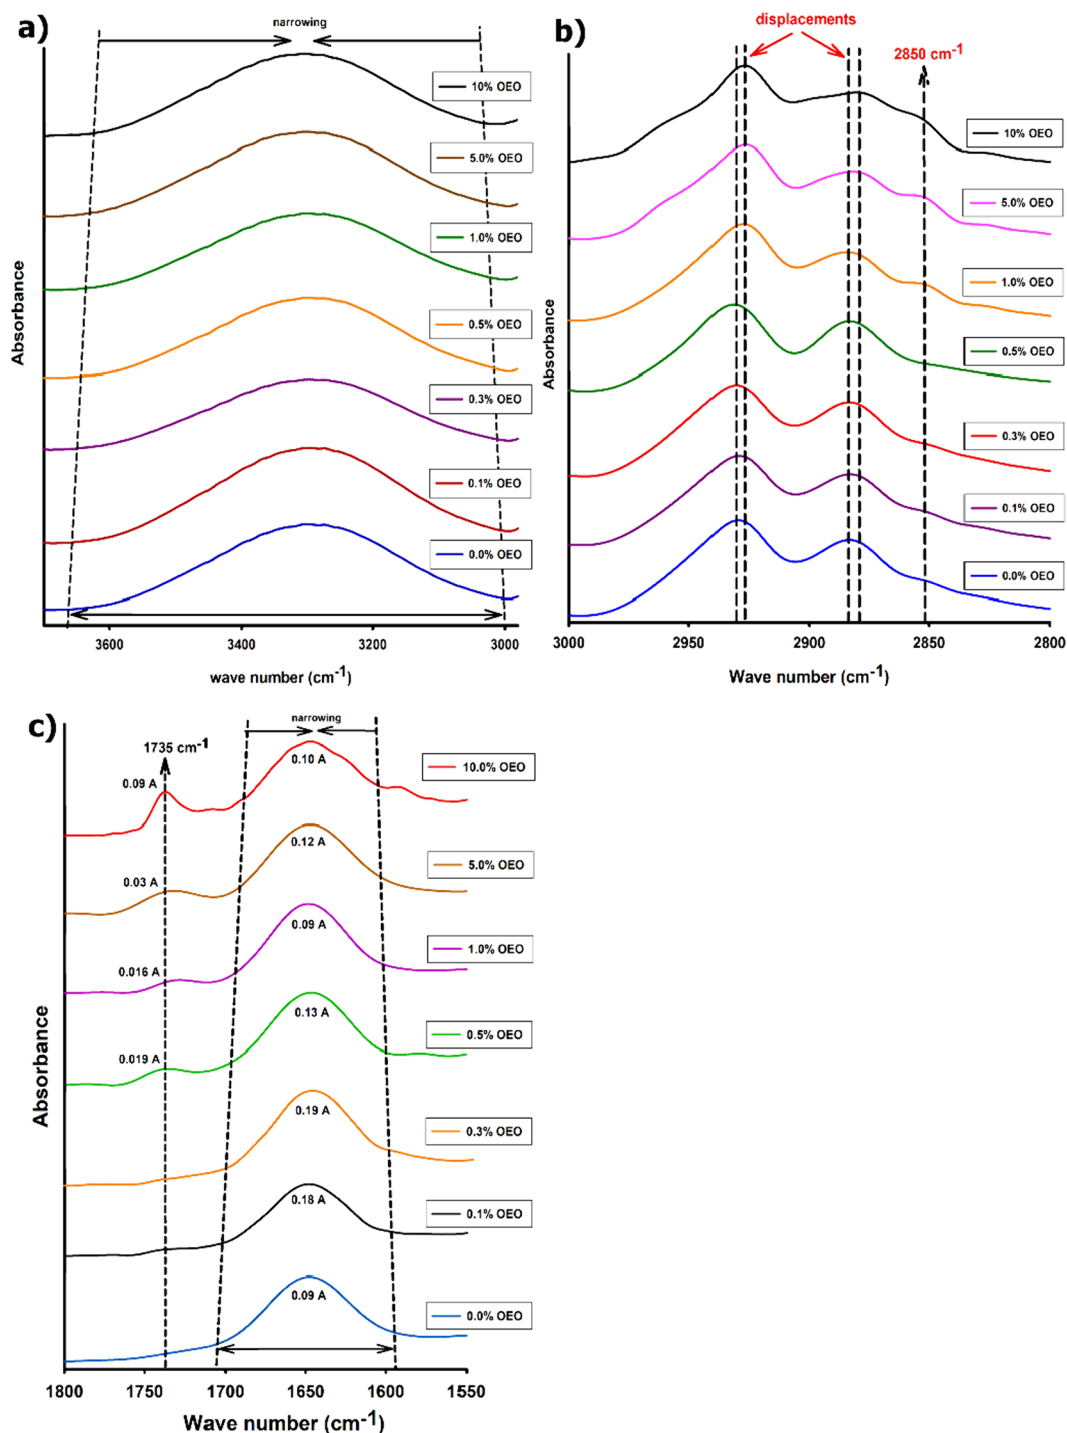 a)
narrowing
10% OEO
5.0% OEO
1.0% OEO
0.5% OEO
0.3% OEO
0.1% OEO
0.0% OEO
Absorbance
3600 3400 3200 3000
wave number (cm-1)
b)
displacements
2850 cm-1
10% OEO
5.0% OEO
1.0% OEO
0.5% OEO
0.3% OEO
0.1% OEO
0.0% OEO
Absorbance
3000 2950 2900 2850 2800
Wave number (cm-1)
c)
narrowing
1735 cm-1
0.09 A 0.10 A 10.0% OEO
0.03 A 0.12 A 5.0% OEO
0.016 A 0.09 A 1.0% OEO
0.019 A 0.13 A 0.5% OEO
0.19 A 0.3% OEO
0.18 A 0.1% OEO
0.09 A 0.0% OEO
Absorbance
1800 1750 1700 1650 1600 1550
Wave number (cm-1)